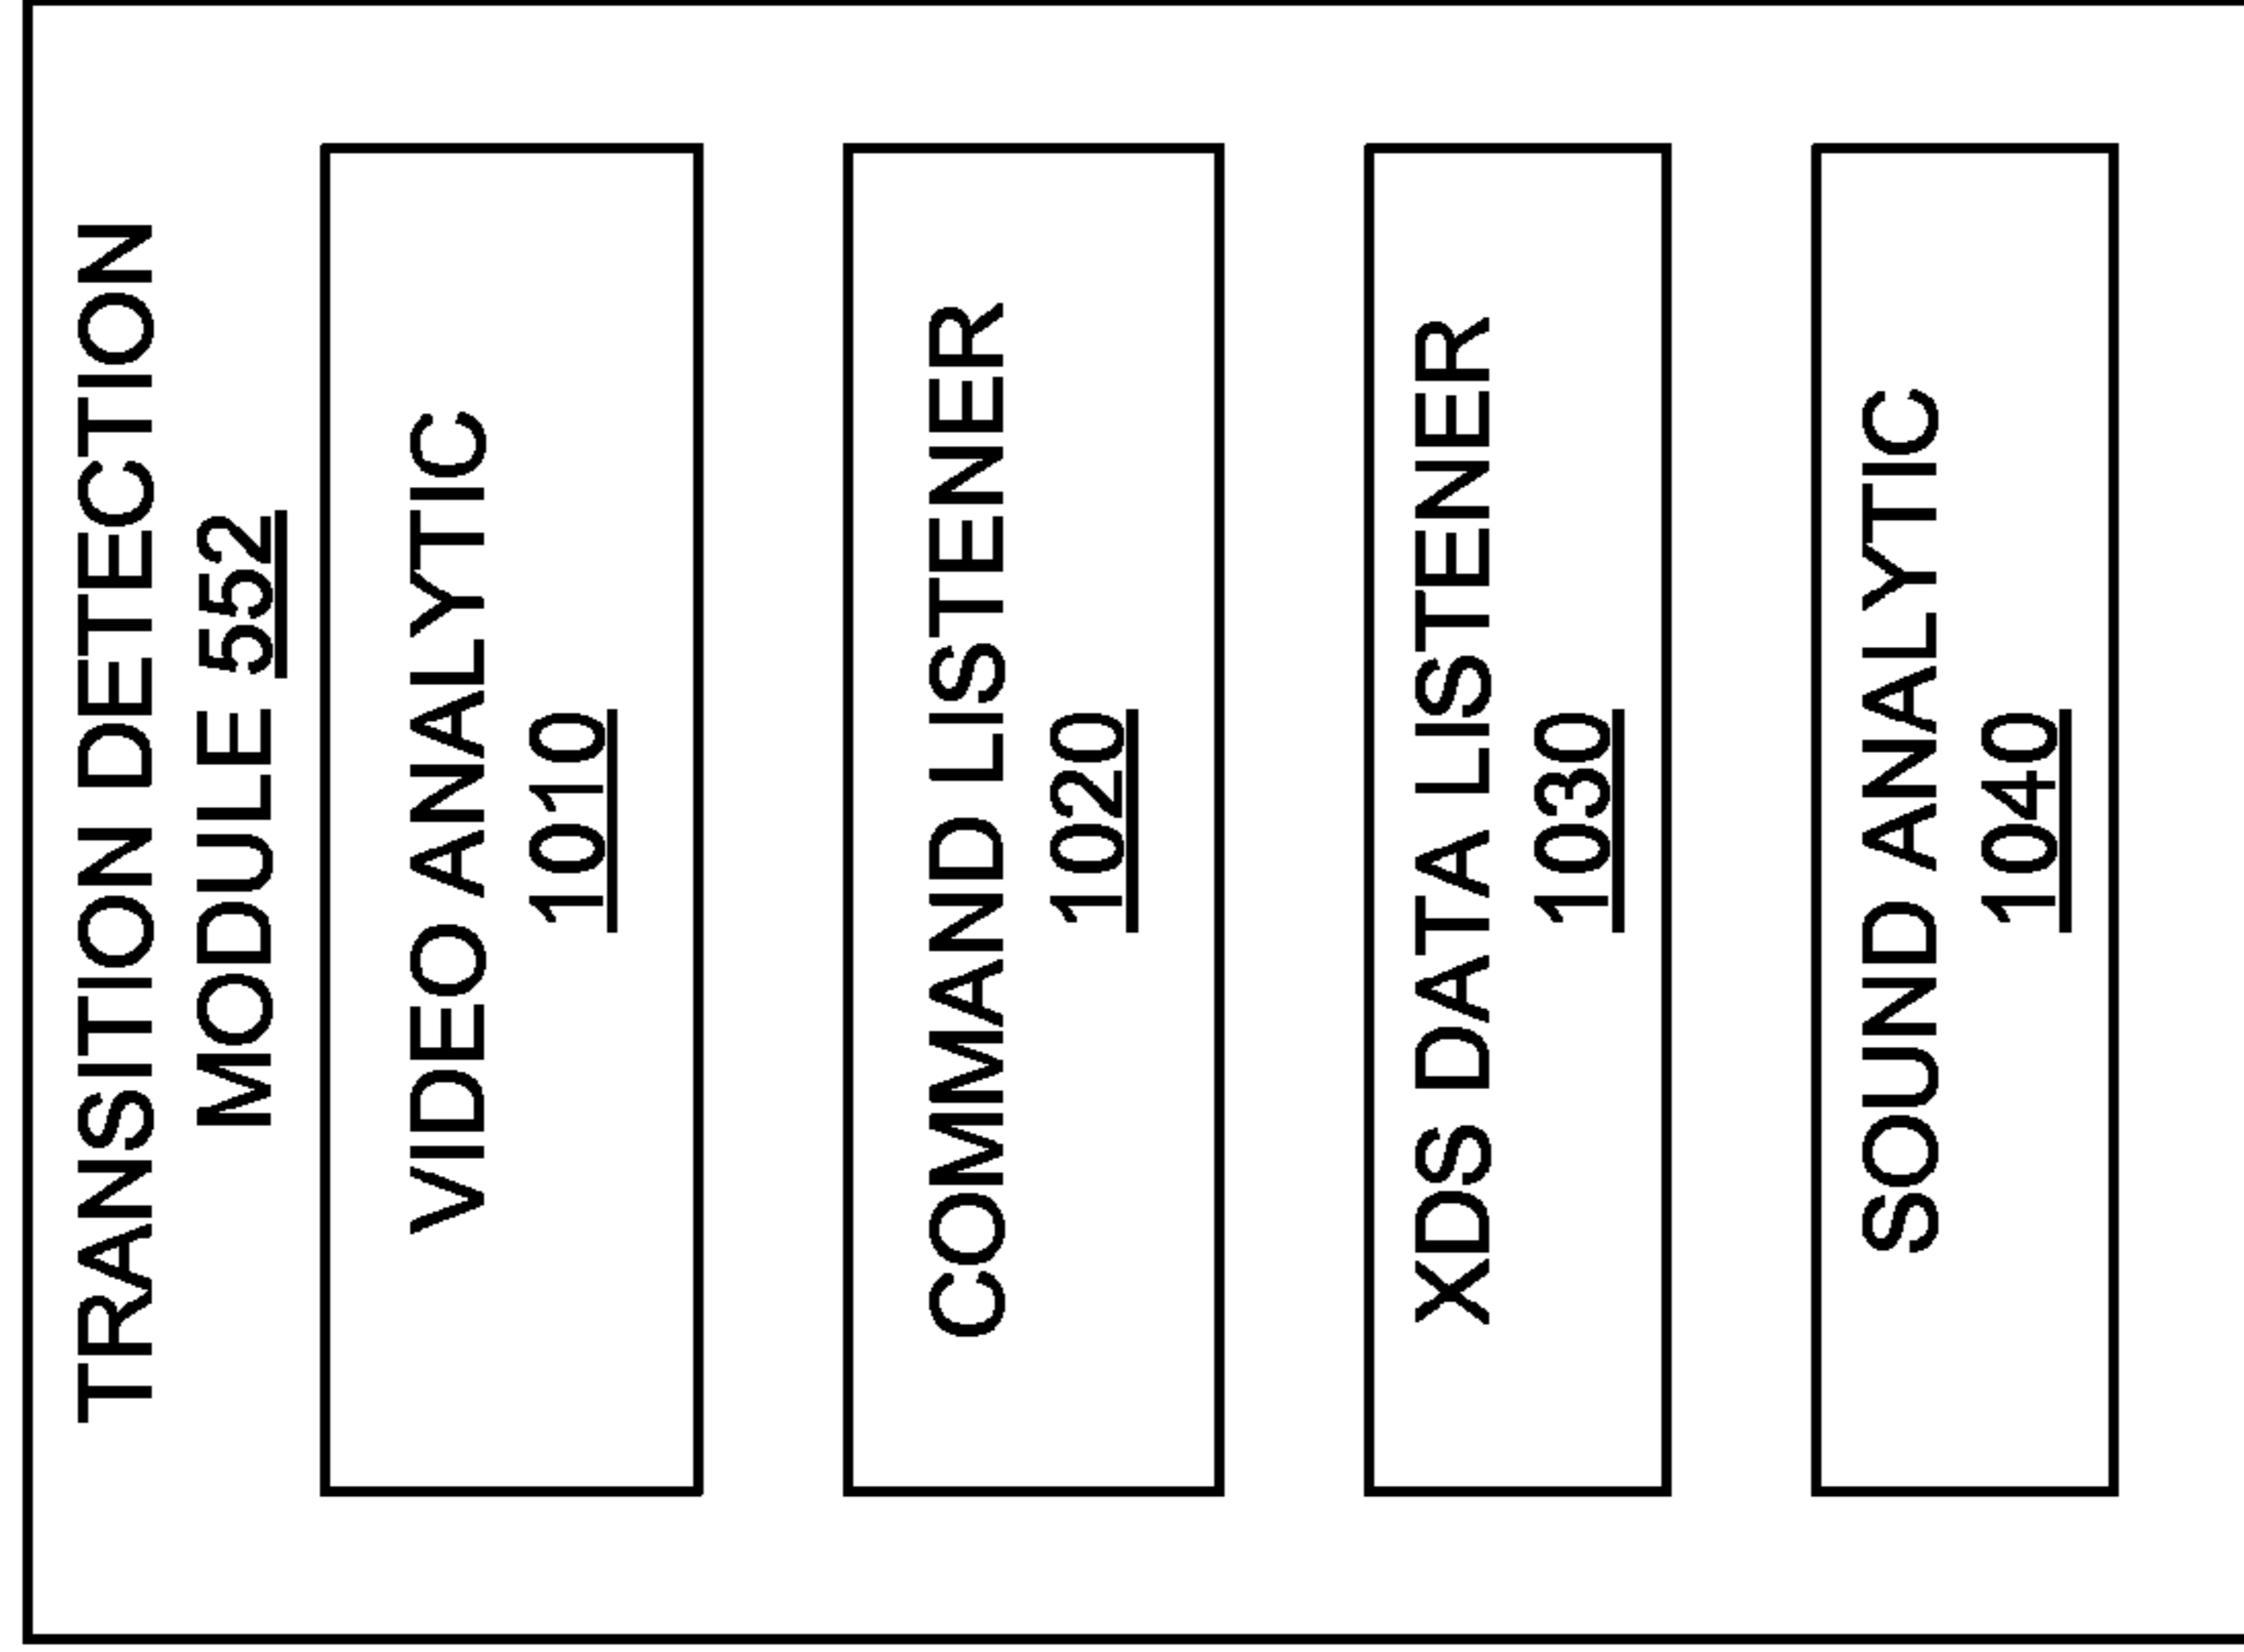 TRANSITION DETECTION
MODULE 552
VIDEO ANALYTIC
1010
COMMAND LISTENER
1020
XDS DATA LISTENER
1030
SOUND ANALYTIC
1040